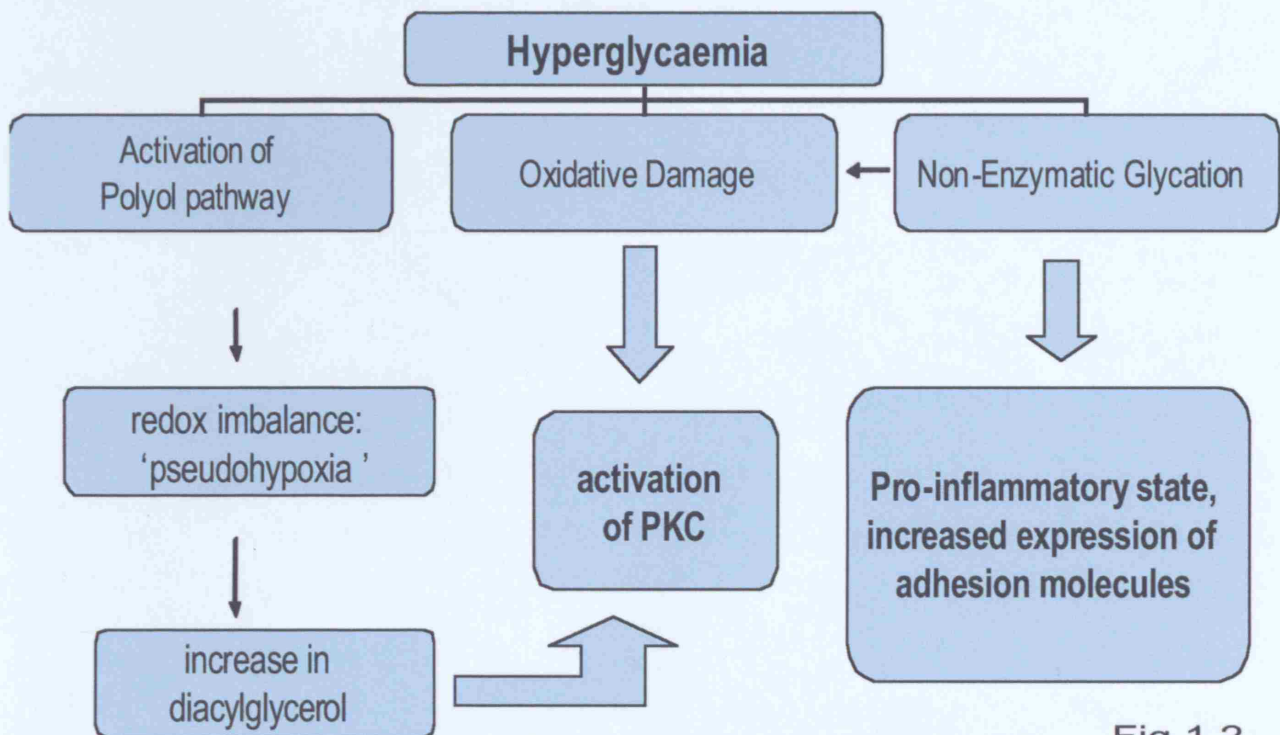 Hyperglycaemia
Activation of
Polyol pathway
Oxidative Damage
Non-Enzymatic Glycation
redox imbalance:
‘pseudohypoxia ’
activation
of PKC
Pro-inflammatory state,
increased expression of
adhesion molecules
increase in
diacylglycerol